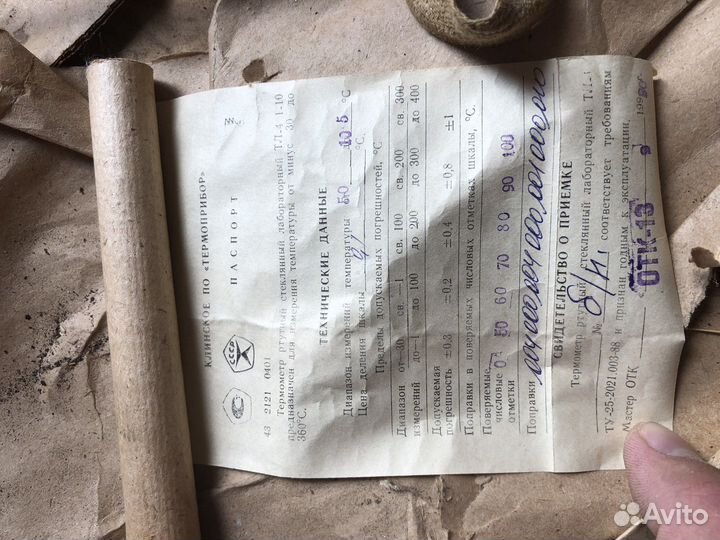 КЛИНСКОЕ ПО «ТЕРМОПРИБОР»
СССР
ПАСПОРТ
43 2121 0401
Термометр ртутный стеклянный лабораторный ТЛ-4 1-10
предназначен для измерения температуры от минус 30 до
360°С.
ТЕХНИЧЕСКИЕ ДАННЫЕ
Диапазон измерений температуры 50 105 °С
Цена деления шкалы
Пределы допускаемых погрешностей, °С
Диапазон от —30 св. —1 св. 100 св. 200 св. 300
измерений до —1 до 100 до 200 до 300 до 400
Допускаемая
погрешность ±0,3 ±0,2 ±0,4 ±0,8 ±1
Поправки в поверяемых числовых отметках шкалы, °С.
Поверяемые
числовые 0 50 60 70 80 90 100
отметки
Поправки
СВИДЕТЕЛЬСТВО О ПРИЕМКЕ
Термометр ртутный стеклянный лабораторный ТЛ-4
№ б/н, соответствует требованиям
ТУ-25-2021.003-88 и признан годным к эксплуатации.
Мастер ОТК ОТК-13
Avito